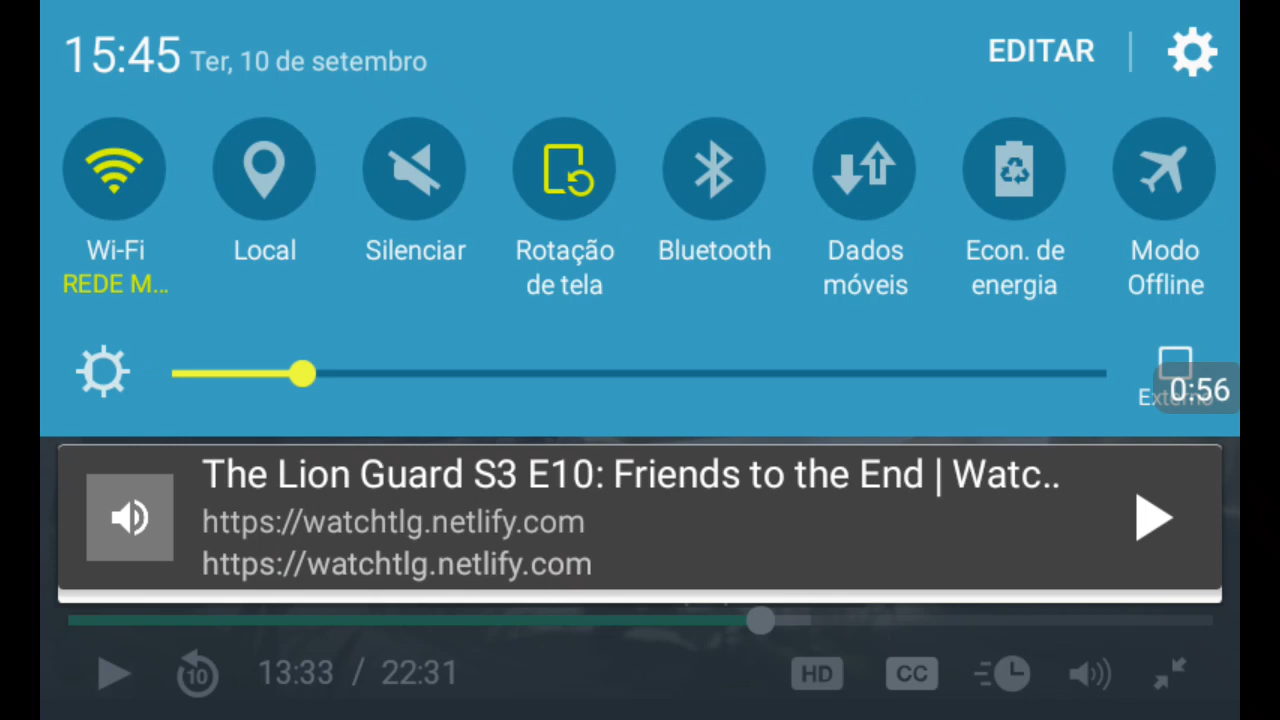 15:45 Ter, 10 de setembro
EDITAR
Wi-Fi
REDE M...
Local
Silenciar
Rotação
de tela
Bluetooth
Dados
móveis
Econ. de
energia
Modo
Offline
0:56
Externo
The Lion Guard S3 E10: Friends to the End | Watc..
https://watchtlg.netlify.com
https://watchtlg.netlify.com
10
13:33 / 22:31
HD
CC